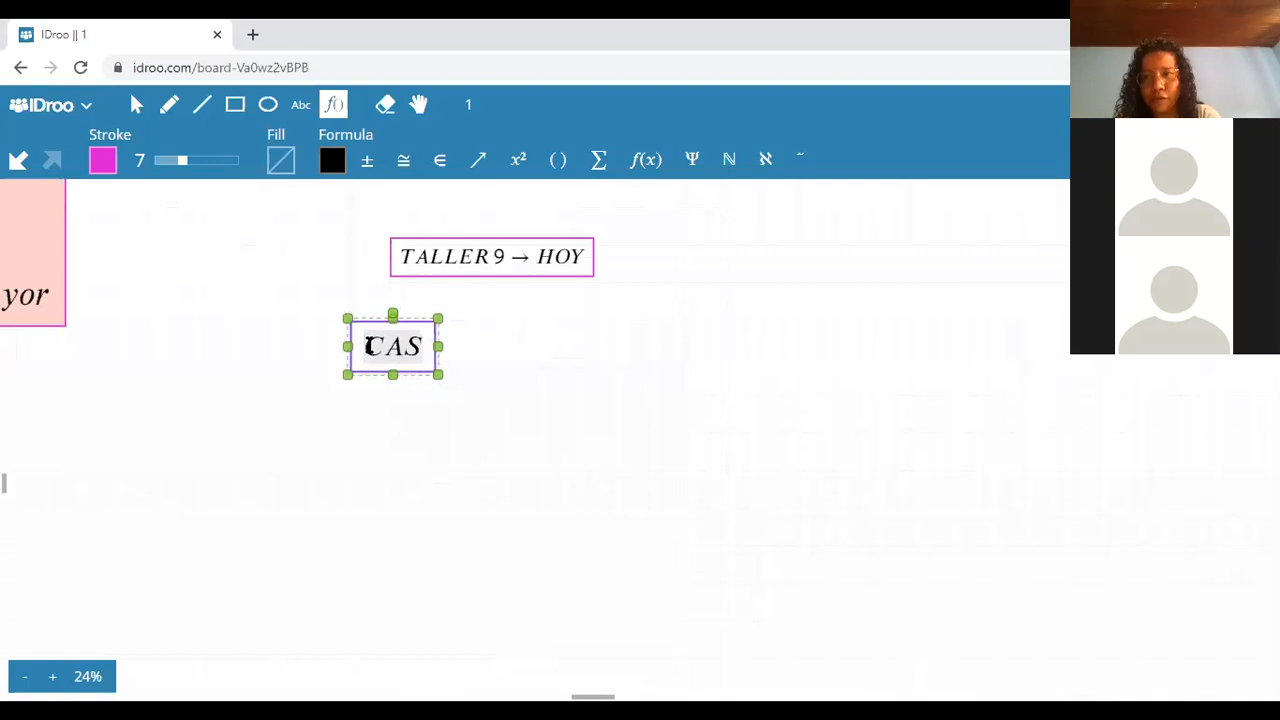 IDroo || 1
idroo.com/board-Va0wz2vBPB
IDroo
Abc
f()
1
Stroke
Fill
Formula
7
± ≅ ∈ x² ( ) ∑ f(x) Ψ ℕ ℵ
TALLER 9 → HOY
yor
CAS
- + 24%